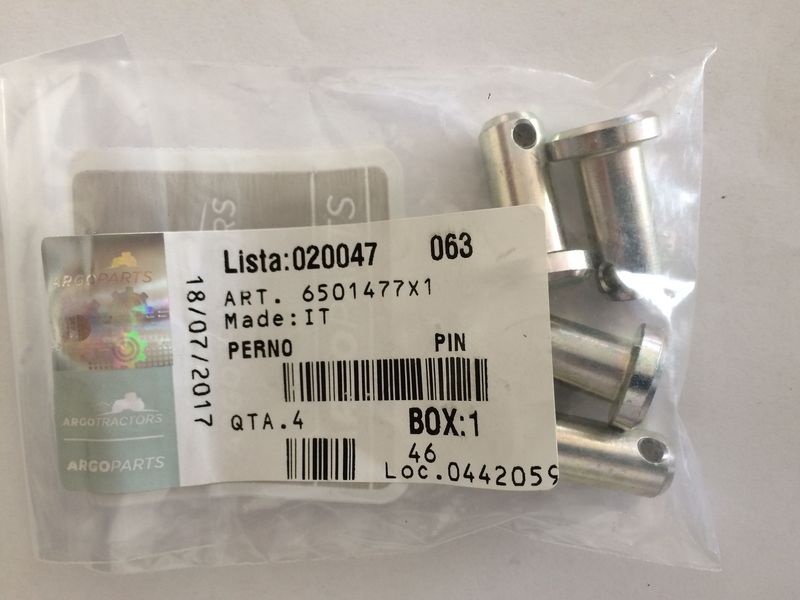 Lista:020047 063
ART. 6501477X1
Made:IT
PERNO PIN
QTA.4 BOX:1
46
Loc.0442059
18/07/2017
ARGOPARTS
ARGOTRACTORS
ARGOPARTS